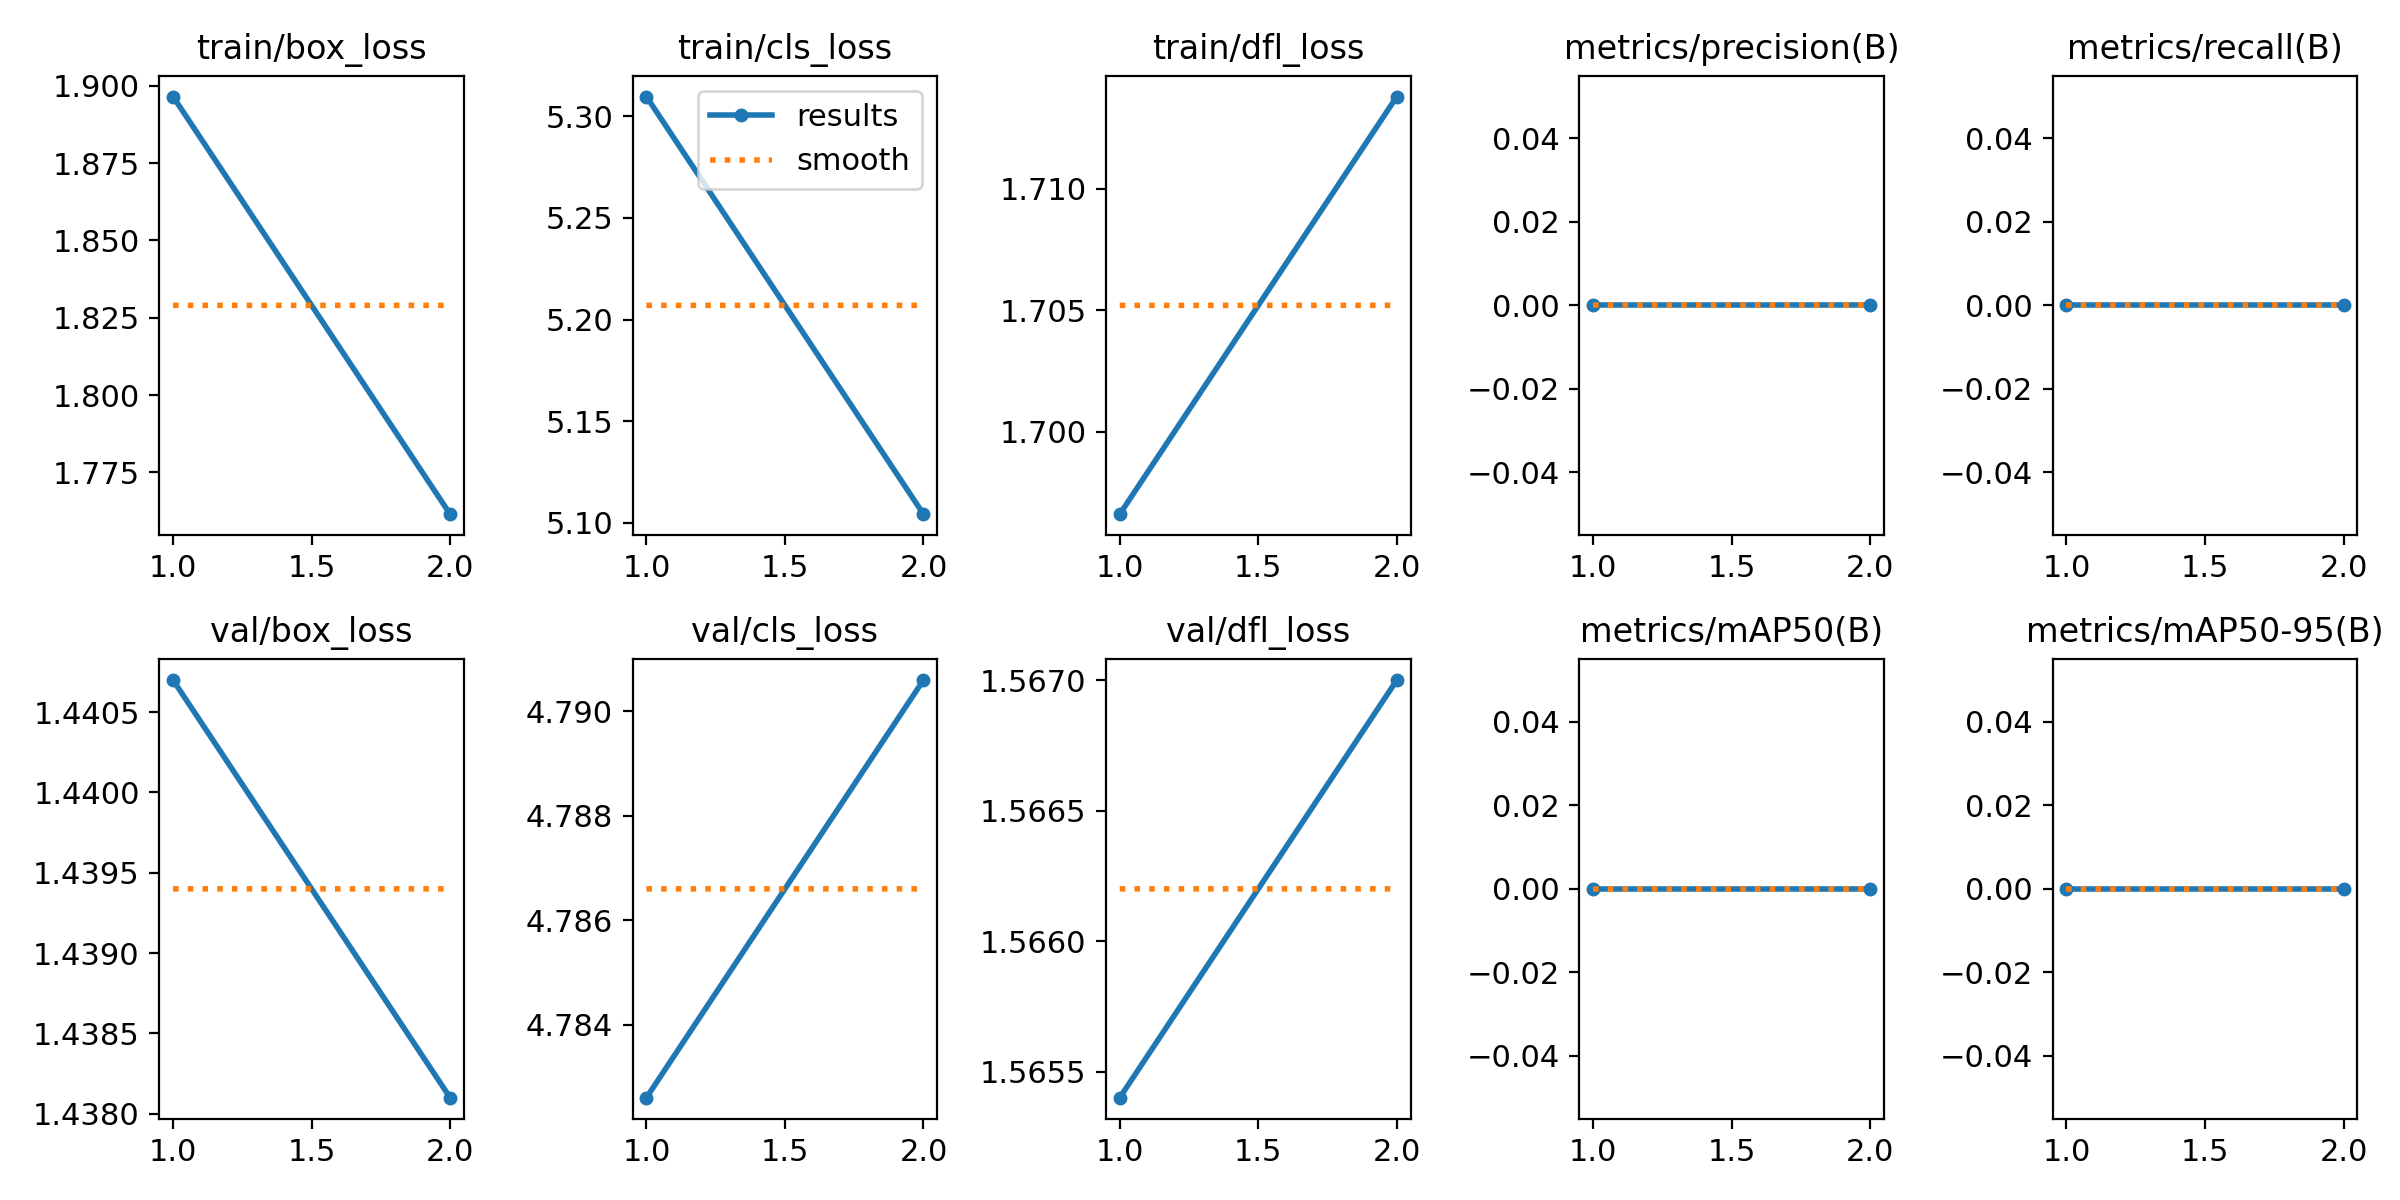 train/box_loss
1.900
1.875
1.850
1.825
1.800
1.775
1.0 1.5 2.0
train/cls_loss
results
smooth
5.30
5.25
5.20
5.15
5.10
1.0 1.5 2.0
train/dfl_loss
1.710
1.705
1.700
1.0 1.5 2.0
metrics/precision(B)
0.04
0.02
0.00
−0.02
−0.04
1.0 1.5 2.0
metrics/recall(B)
0.04
0.02
0.00
−0.02
−0.04
1.0 1.5 2.0
val/box_loss
1.4405
1.4400
1.4395
1.4390
1.4385
1.4380
1.0 1.5 2.0
val/cls_loss
4.790
4.788
4.786
4.784
1.0 1.5 2.0
val/dfl_loss
1.5670
1.5665
1.5660
1.5655
1.0 1.5 2.0
metrics/mAP50(B)
0.04
0.02
0.00
−0.02
−0.04
1.0 1.5 2.0
metrics/mAP50-95(B)
0.04
0.02
0.00
−0.02
−0.04
1.0 1.5 2.0